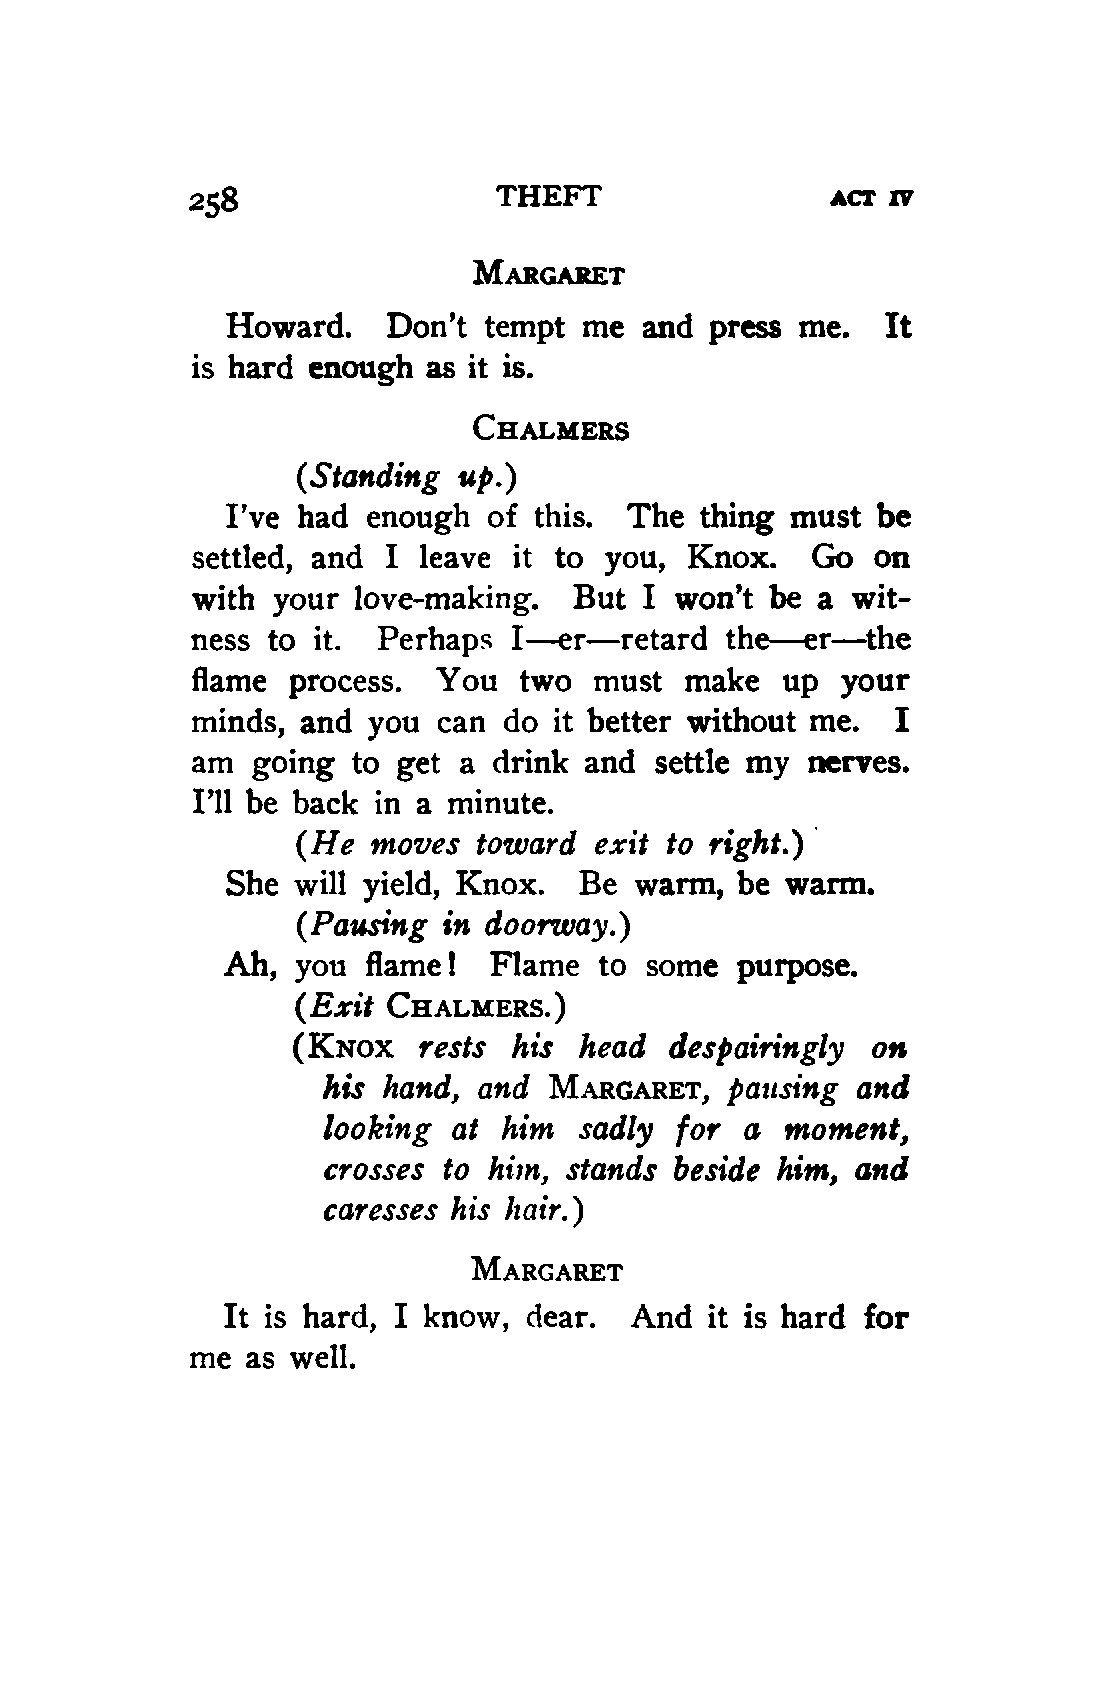 258 THEFT ACT IV
MARGARET
Howard. Don't tempt me and press me. It
is hard enough as it is.
CHALMERS
(Standing up.)
I've had enough of this. The thing must be
settled, and I leave it to you, Knox. Go on
with your love-making. But I won't be a wit-
ness to it. Perhaps I—er—retard the—er—the
flame process. You two must make up your
minds, and you can do it better without me. I
am going to get a drink and settle my nerves.
I'll be back in a minute.
(He moves toward exit to right.)
She will yield, Knox. Be warm, be warm.
(Pausing in doorway.)
Ah, you flame! Flame to some purpose.
(Exit CHALMERS.)
(KNOX rests his head despairingly on
his hand, and MARGARET, pausing and
looking at him sadly for a moment,
crosses to him, stands beside him, and
caresses his hair.)
MARGARET
It is hard, I know, dear. And it is hard for
me as well.